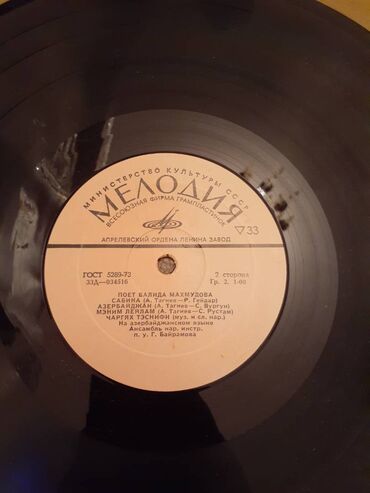 МИНИСТЕРСТВО КУЛЬТУРЫ СССР
МЕЛОДИЯ
ВСЕСОЮЗНАЯ ФИРМА ГРАМПЛАСТИНОК
▽33
АПРЕЛЕВСКИЙ ОРДЕНА ЛЕНИНА ЗАВОД
ГОСТ 5289-73 2 сторона
33Д—034516 Гр. 2. 1-00
ПОЕТ ВАЛИДА МАХМУДОВА
САБИНА (А. Тагиев—Р. Гейдар)
АЗЕРБАЙДЖАН (А. Тагиев—С. Вургун)
МЭНИМ ЛЕЙЛАМ (А. Тагиев—С. Рустам)
ЧАРГЯХ ТЭСНИФИ (муз. и сл. нар.)
На азербайджанском языке
Ансамбль нар. инстр.
п. у. Г. Байрамова